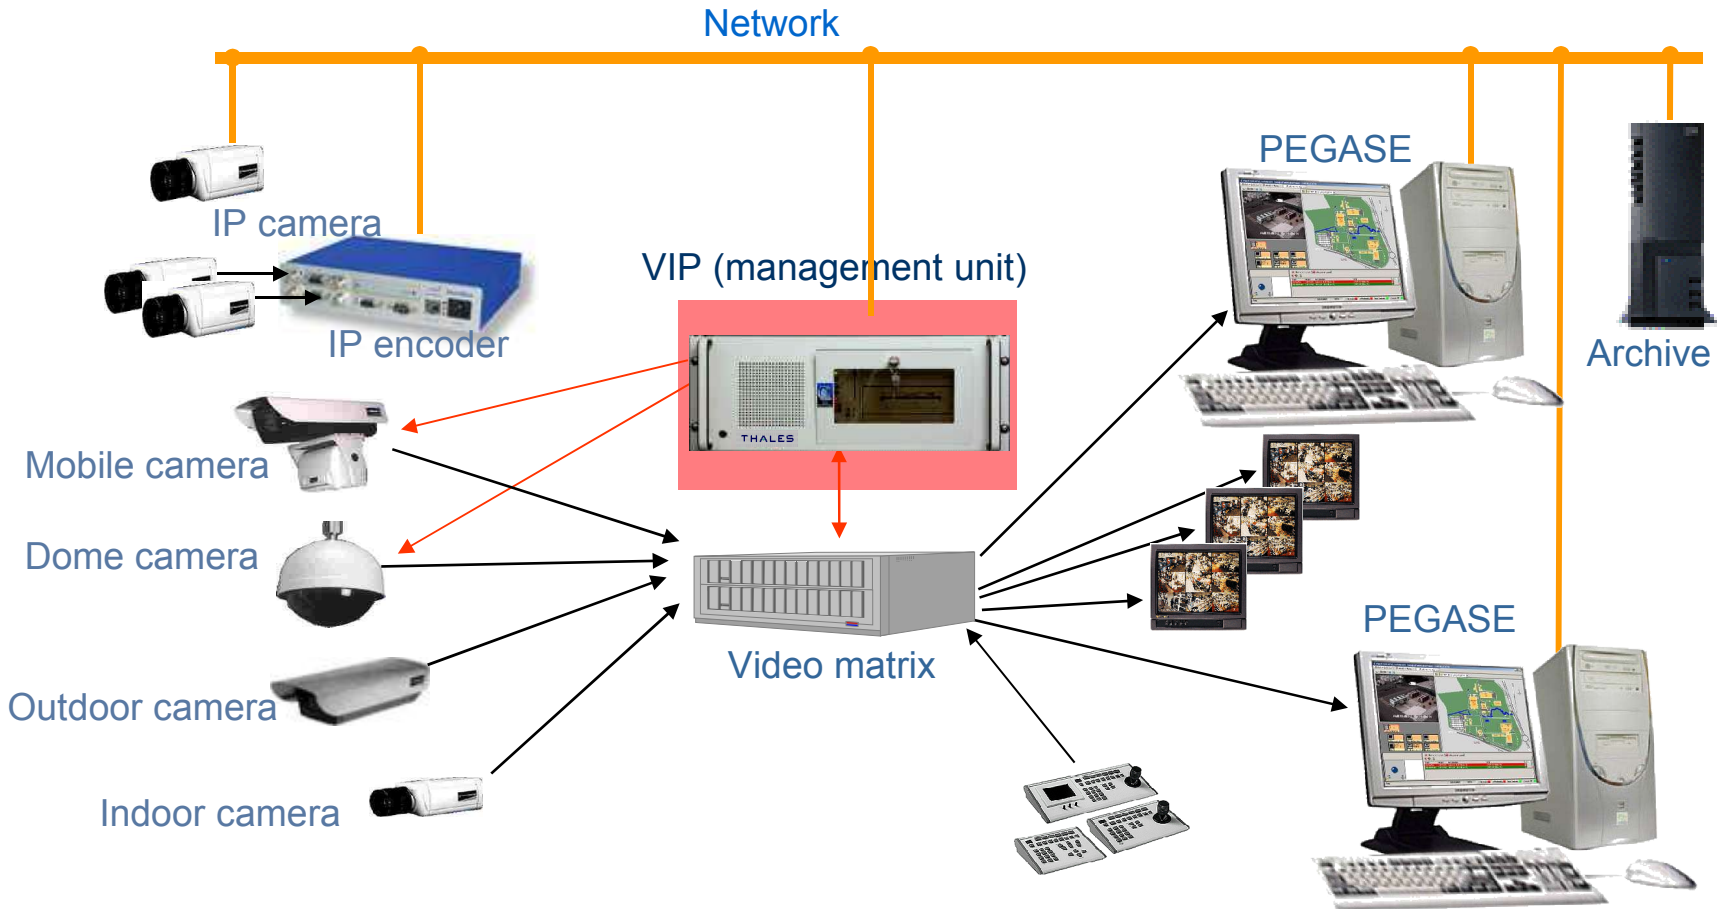 Network
PEGASE
IP camera
VIP (management unit)
IP encoder
Archive
THALES
Mobile camera
Dome camera
PEGASE
Video matrix
Outdoor camera
Indoor camera